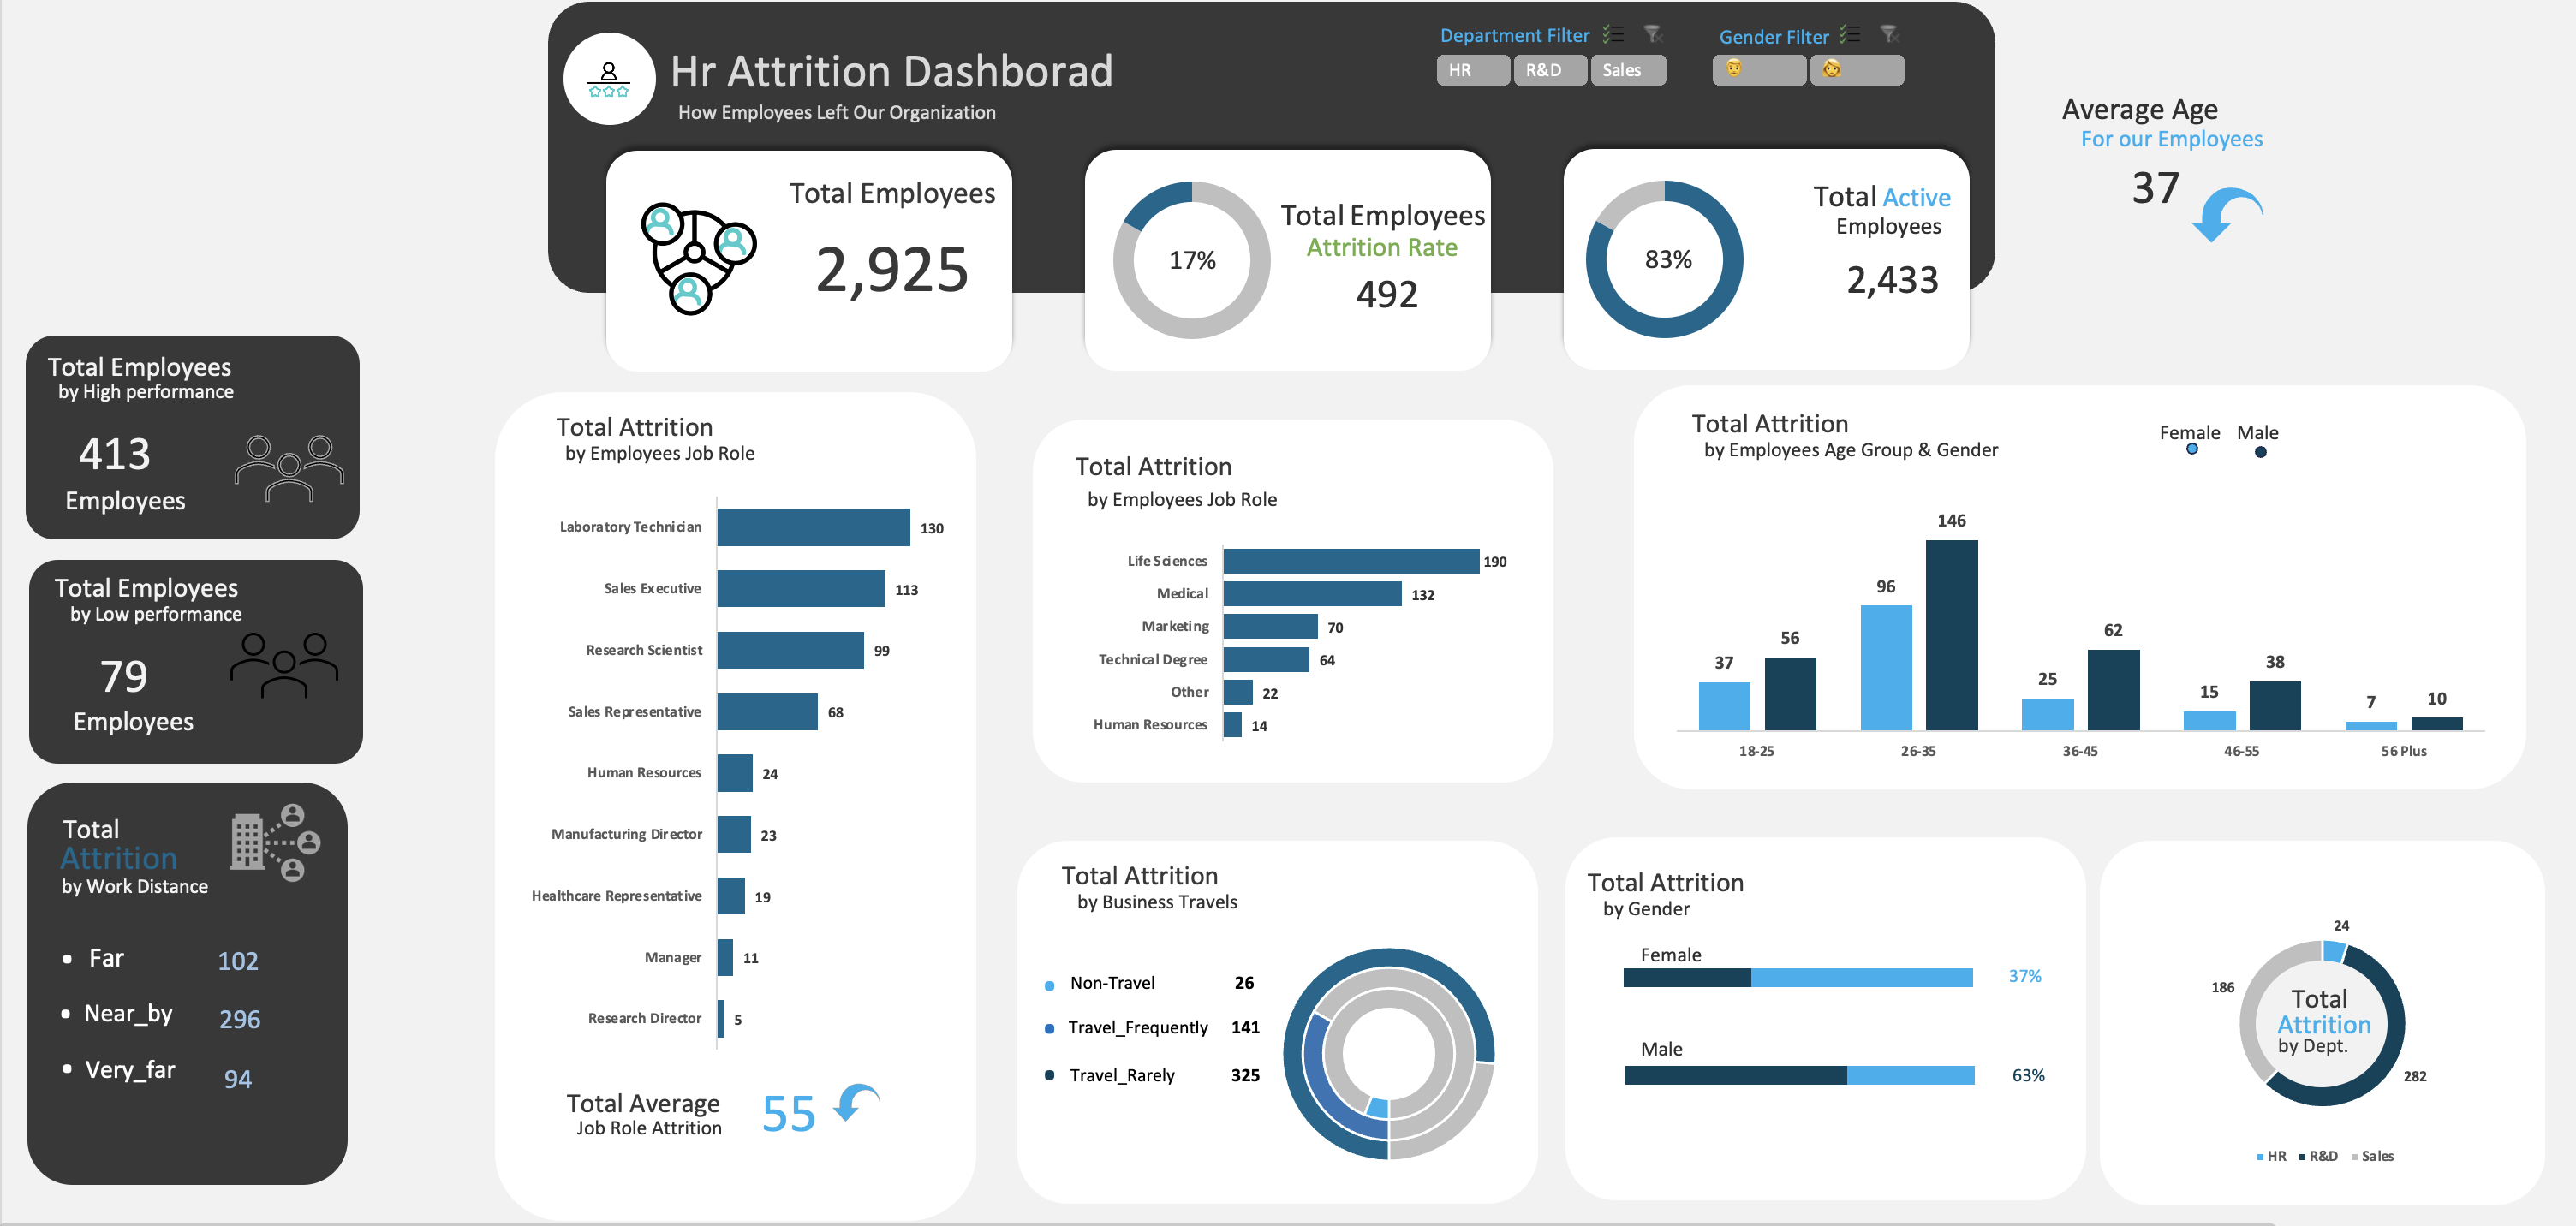 Hr Attrition Dashborad
How Employees Left Our Organization
Department Filter
HR
R&D
Sales
Gender Filter
Average Age
For our Employees
37
Total Employees
2,925
17%
Total Employees
Attrition Rate
492
83%
Total Active
Employees
2,433
Total Employees
by High performance
413
Employees
Total Employees
by Low performance
79
Employees
Total
Attrition
by Work Distance
• Far 102
• Near_by 296
• Very_far 94
Total Attrition
by Employees Job Role
Laboratory Technician 130
Sales Executive 113
Research Scientist 99
Sales Representative 68
Human Resources 24
Manufacturing Director 23
Healthcare Representative 19
Manager 11
Research Director 5
Total Average
Job Role Attrition
55
Total Attrition
by Employees Job Role
Life Sciences 190
Medical 132
Marketing 70
Technical Degree 64
Other 22
Human Resources 14
Total Attrition
by Employees Age Group & Gender
Female Male
37 56 96 146 25 62 15 38 7 10
18-25 26-35 36-45 46-55 56 Plus
Total Attrition
by Business Travels
Non-Travel 26
Travel_Frequently 141
Travel_Rarely 325
Total Attrition
by Gender
Female
37%
Male
63%
24
186
Total
Attrition
by Dept.
282
HR R&D Sales